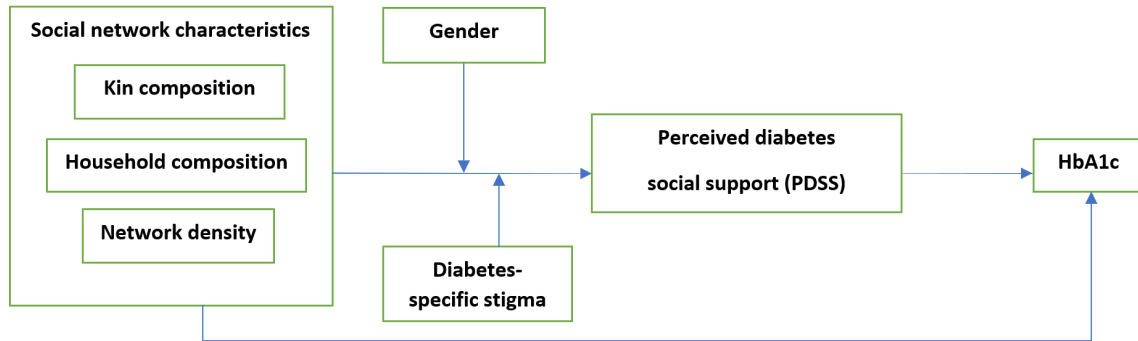 Social network characteristics
Kin composition
Household composition
Network density
Gender
Diabetes-
specific stigma
Perceived diabetes
social support (PDSS)
HbA1c